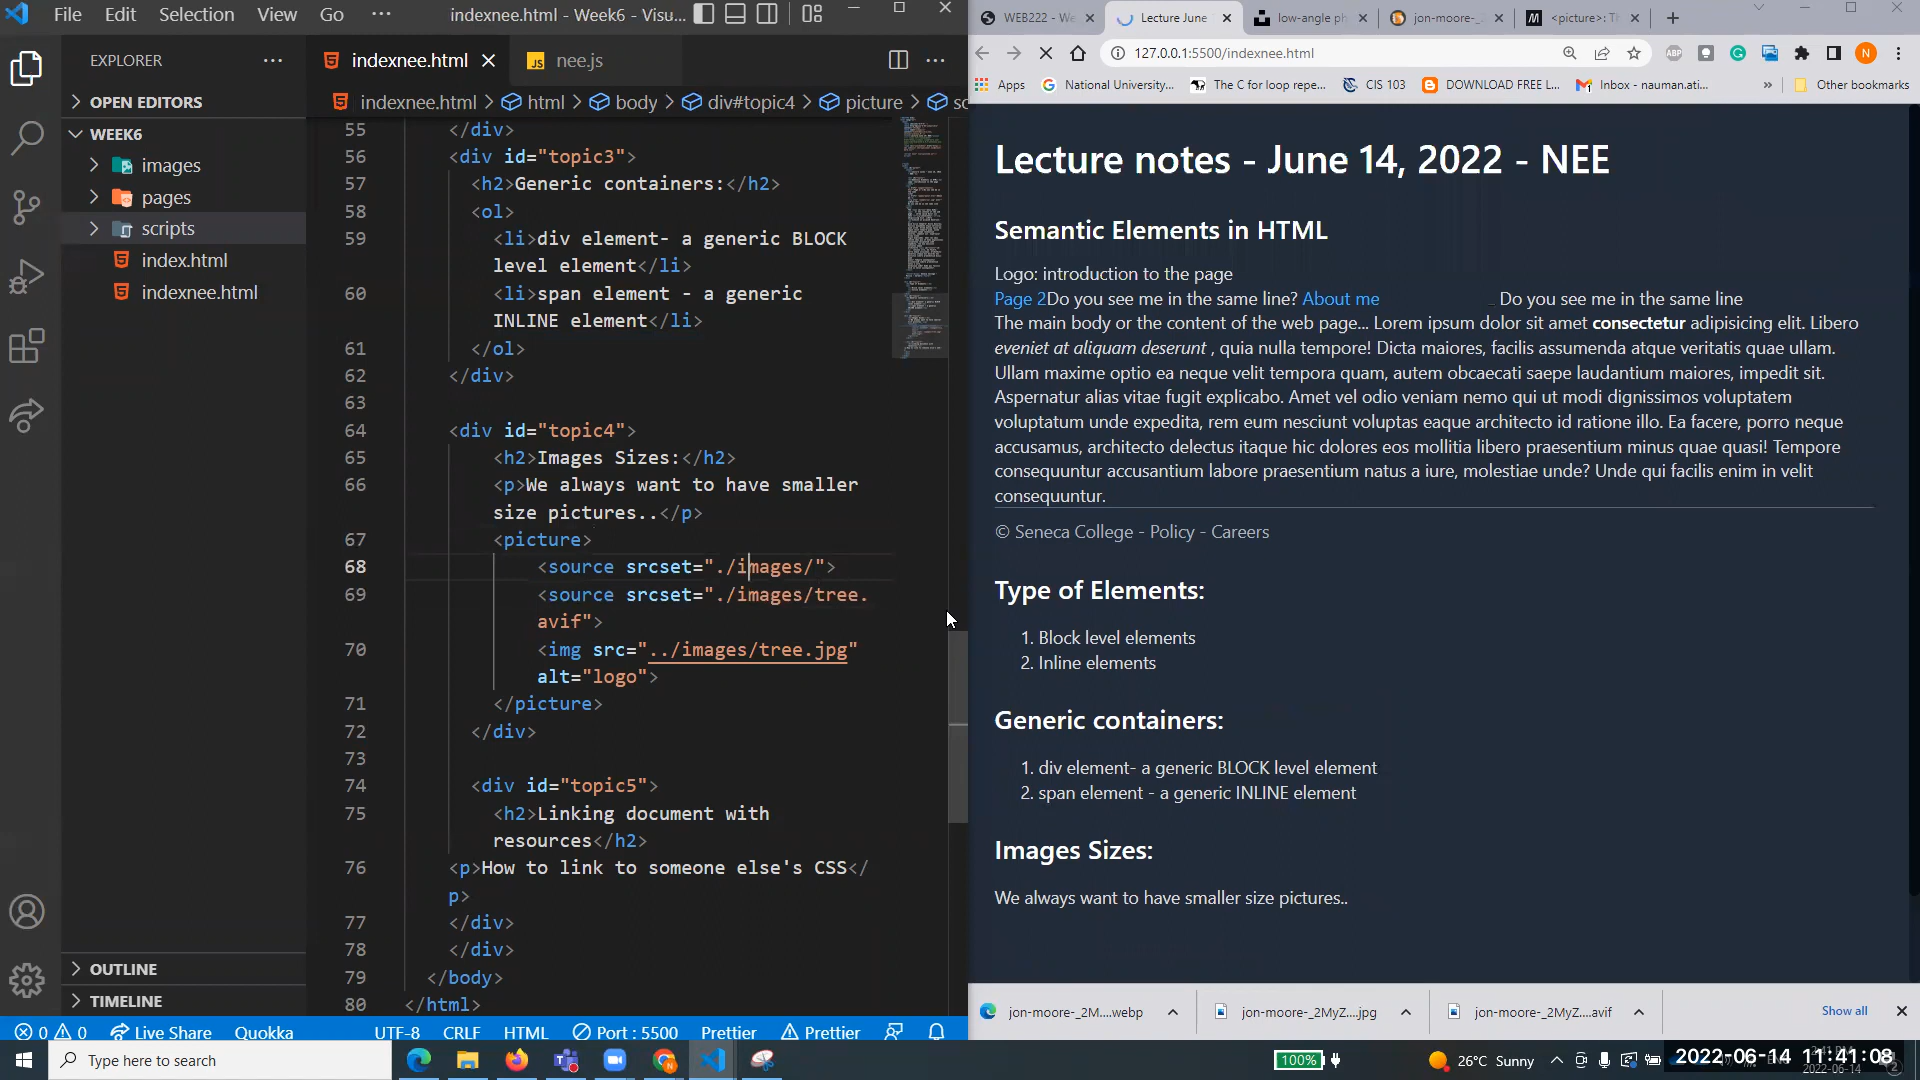 File Edit Selection View Go ··· indexnee.html - Week6 - Visu...
EXPLORER ···
OPEN EDITORS
WEEK6
images
pages
scripts
index.html
indexnee.html
OUTLINE
TIMELINE
indexnee.html
JS nee.js
indexnee.html > html > body > div#topic4 > picture > sc
55 </div>
56 <div id="topic3">
57 <h2>Generic containers:</h2>
58 <ol>
59 <li>div element- a generic BLOCK
level element</li>
60 <li>span element - a generic
INLINE element</li>
61 </ol>
62 </div>
63
64 <div id="topic4">
65 <h2>Images Sizes:</h2>
66 <p>We always want to have smaller
size pictures..</p>
67 <picture>
68 <source srcset="./images/">
69 <source srcset="./images/tree.
avif">
70 <img src="../images/tree.jpg"
alt="logo">
71 </picture>
72 </div>
73
74 <div id="topic5">
75 <h2>Linking document with
resources</h2>
76 <p>How to link to someone else's CSS</
p>
77 </div>
78 </div>
79 </body>
80 </html>
0 0 Live Share Quokka UTF-8 CRLF HTML Port : 5500 Prettier Prettier
WEB222 - We
Lecture June
low-angle ph
jon-moore-_2
M <picture>: Th
127.0.0.1:5500/indexnee.html
ABP
N
Apps
National University...
The C for loop repe...
CIS 103
DOWNLOAD FREE L...
Inbox - nauman.ati...
»
Other bookmarks
Lecture notes - June 14, 2022 - NEE
Semantic Elements in HTML
Logo: introduction to the page
Page 2Do you see me in the same line? About me Do you see me in the same line
The main body or the content of the web page... Lorem ipsum dolor sit amet consectetur adipisicing elit. Libero
eveniet at aliquam deserunt , quia nulla tempore! Dicta maiores, facilis assumenda atque veritatis quae ullam.
Ullam maxime optio ea neque velit tempora quam, autem obcaecati saepe laudantium maiores, impedit sit.
Aspernatur alias vitae fugit explicabo. Amet vel odio veniam nemo qui ut modi dignissimos voluptatem
voluptatum unde expedita, rem eum nesciunt voluptas eaque architecto id ratione illo. Ea facere, porro neque
accusamus, architecto delectus itaque hic dolores eos mollitia libero praesentium minus quae quasi! Tempore
consequuntur accusantium labore praesentium natus a iure, molestiae unde? Unde qui facilis enim in velit
consequuntur.
© Seneca College - Policy - Careers
Type of Elements:
1. Block level elements
2. Inline elements
Generic containers:
1. div element- a generic BLOCK level element
2. span element - a generic INLINE element
Images Sizes:
We always want to have smaller size pictures..
jon-moore-_2M....webp
jon-moore-_2MyZ....jpg
jon-moore-_2MyZ....avif
Show all
Type here to search
100%
26°C Sunny
2022-06-14 11:41:08
2022-06-14